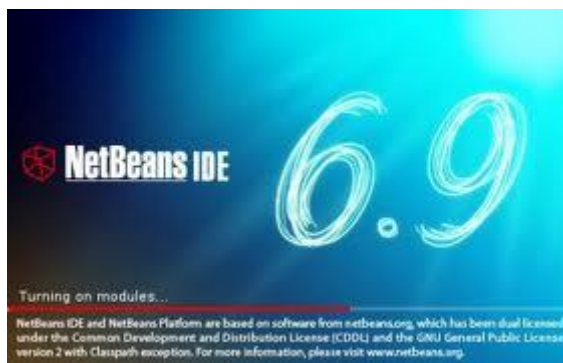 NetBeans IDE
6.9
Turning on modules...
NetBeans IDE and NetBeans Platform are based on software from netbeans.org, which has been dual licensed
under the Common Development and Distribution License (CDDL) and the GNU General Public License
version 2 with Classpath exception. For more information, please visit www.netbeans.org.